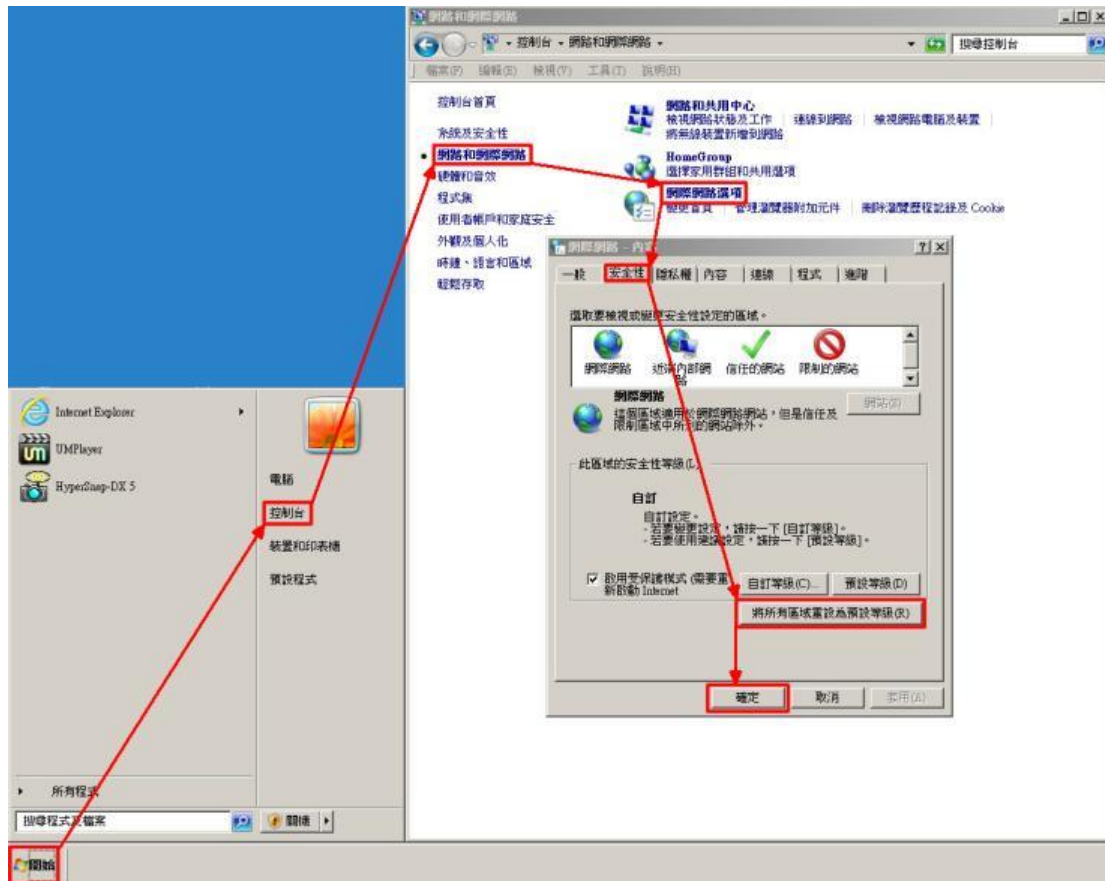 網路和網際網路
控制台 網路和網際網路 搜尋控制台
檔案(F) 編輯(E) 檢視(V) 工具(T) 說明(H)
控制台首頁
系統及安全性
網路和網際網路
硬體和音效
程式集
使用者帳戶和家庭安全
外觀及個人化
時鐘、語言和區域
輕鬆存取
網路和共用中心
檢視網路狀態及工作 連線到網路 檢視網路電腦及裝置
將無線裝置新增到網路
HomeGroup
選擇家用群組和共用選項
網際網路選項
變更首頁 管理瀏覽器附加元件 刪除瀏覽歷程記錄及 Cookie
網際網路 - 內容
一般 安全性 隱私權 內容 連線 程式 進階
選取要檢視或變更安全性設定的區域。
網際網路 近端內部網路 信任的網站 限制的網站
網際網路
這個區域適用於網際網路網站，但是信任及
限制區域中所列的網站除外。
網站(S)
此區域的安全性等級(L)
自訂
自訂設定。
- 若要變更設定，請按一下 [自訂等級]。
- 若要使用建議設定，請按一下 [預設等級]。
啟用受保護模式 (需要重
新啟動 Internet
自訂等級(C)... 預設等級(D)
將所有區域重設為預設等級(R)
確定 取消 套用(A)
Internet Explorer
UMPlayer
HyperSnap-DX 5
電腦
控制台
裝置和印表機
預設程式
所有程式
搜尋程式及檔案 關機
開始